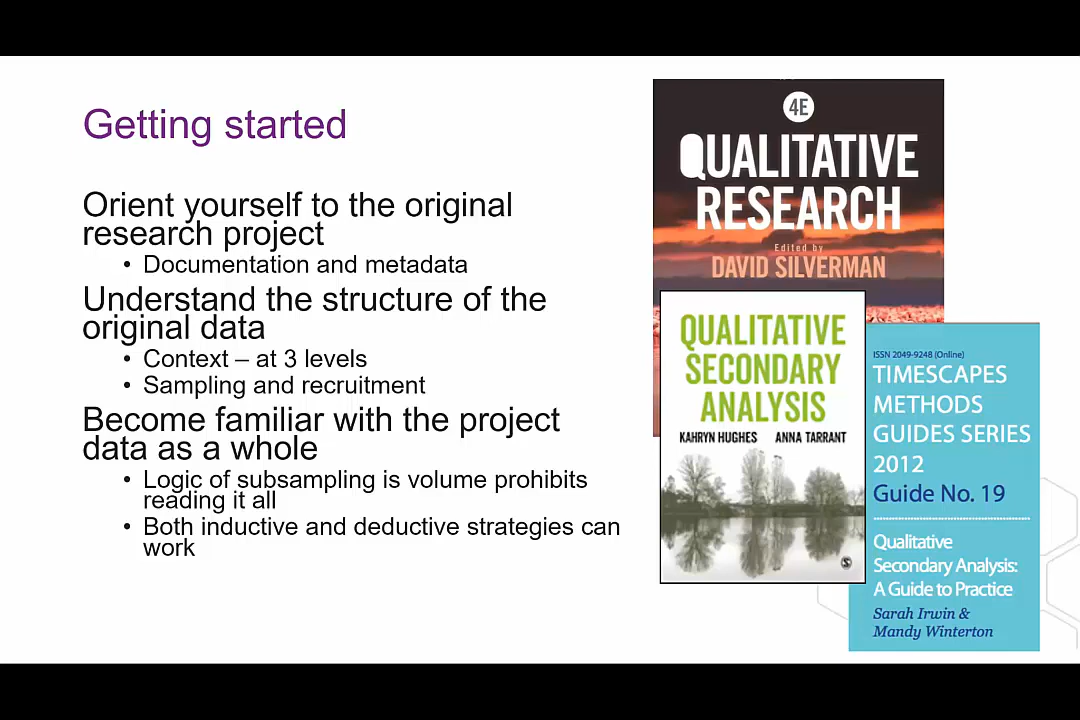 Getting started
Orient yourself to the original
research project
• Documentation and metadata
Understand the structure of the
original data
• Context – at 3 levels
• Sampling and recruitment
Become familiar with the project
data as a whole
• Logic of subsampling is volume prohibits
reading it all
• Both inductive and deductive strategies can
work
4E
QUALITATIVE
RESEARCH
Edited by
DAVID SILVERMAN
QUALITATIVE
SECONDARY
ANALYSIS
KAHRYN HUGHES ANNA TARRANT
ISSN 2049-9248 (Online)
TIMESCAPES
METHODS
GUIDES SERIES
2012
Guide No. 19
Qualitative
Secondary Analysis:
A Guide to Practice
Sarah Irwin &
Mandy Winterton